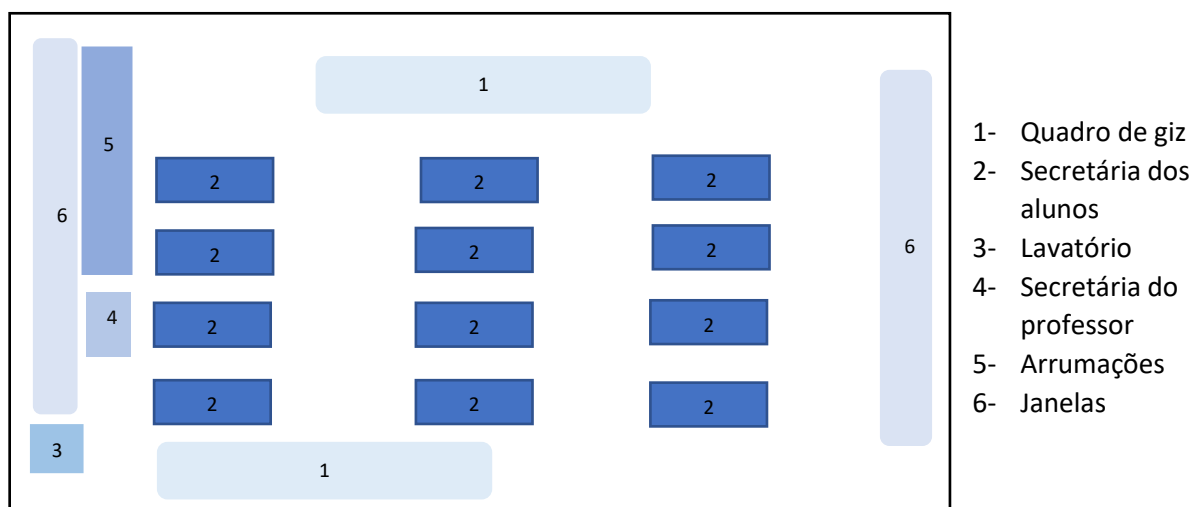 1
5
2 2 2
6 2 2 2 6
4 2 2 2
2 2 2
3
1
1- Quadro de giz
2- Secretária dos
alunos
3- Lavatório
4- Secretária do
professor
5- Arrumações
6- Janelas